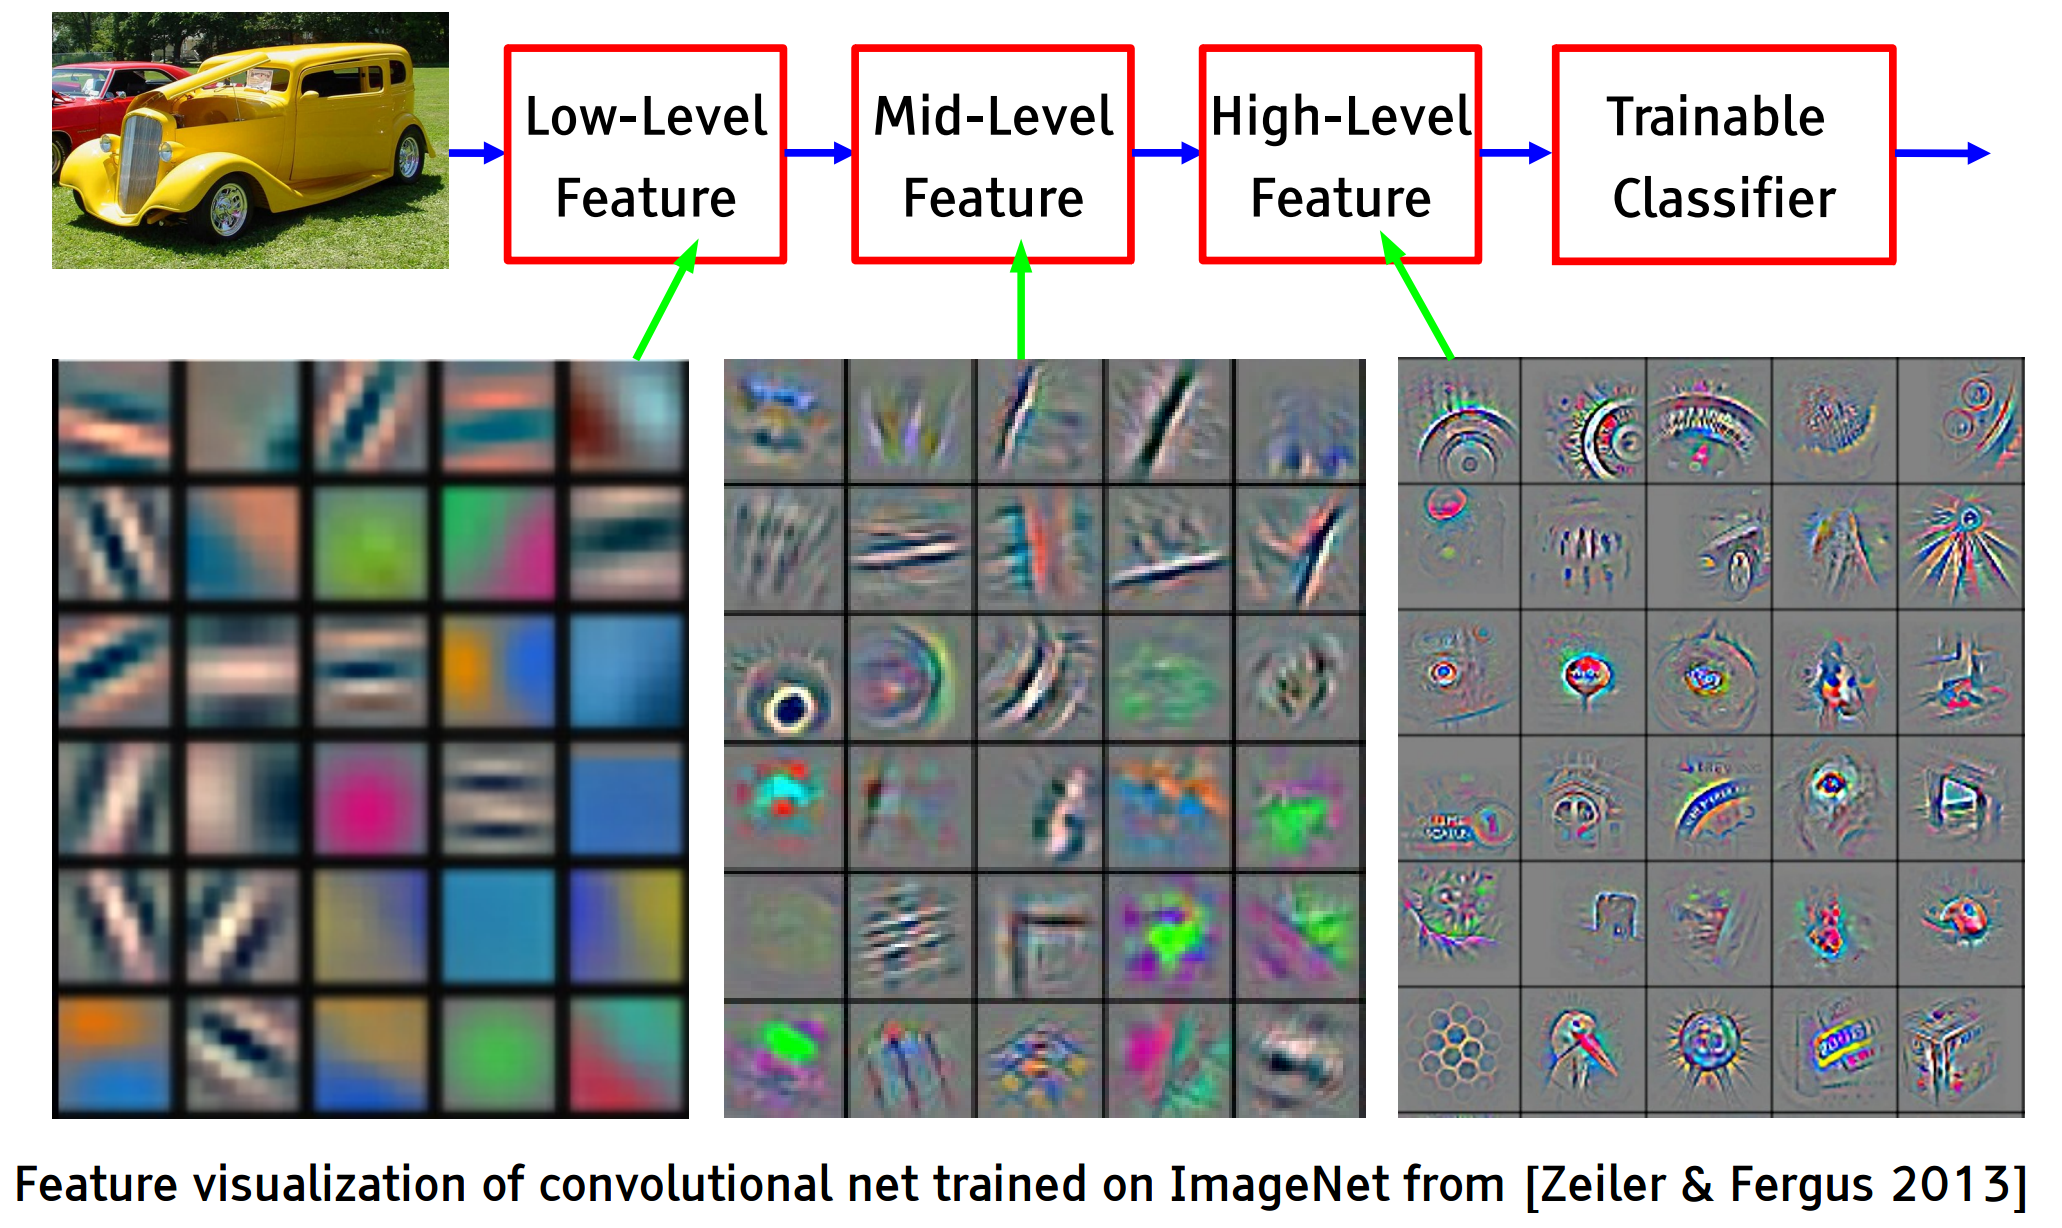 Low-Level
Feature
Mid-Level
Feature
High-Level
Feature
Trainable
Classifier
Feature visualization of convolutional net trained on ImageNet from [Zeiler & Fergus 2013]